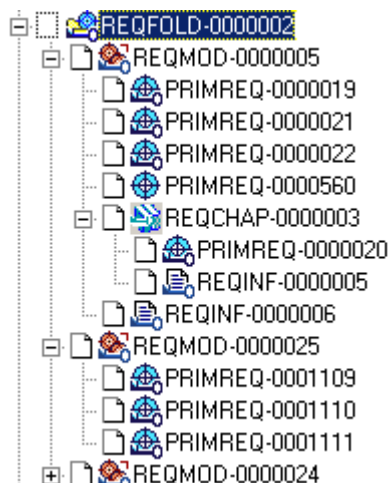 REQFOLD-0000002
REQMOD-0000005
PRIMREQ-0000019
PRIMREQ-0000021
PRIMREQ-0000022
PRIMREQ-0000560
REQCHAP-0000003
PRIMREQ-0000020
REQINF-0000005
REQINF-0000006
REQMOD-0000025
PRIMREQ-0001109
PRIMREQ-0001110
PRIMREQ-0001111
REQMOD-0000024